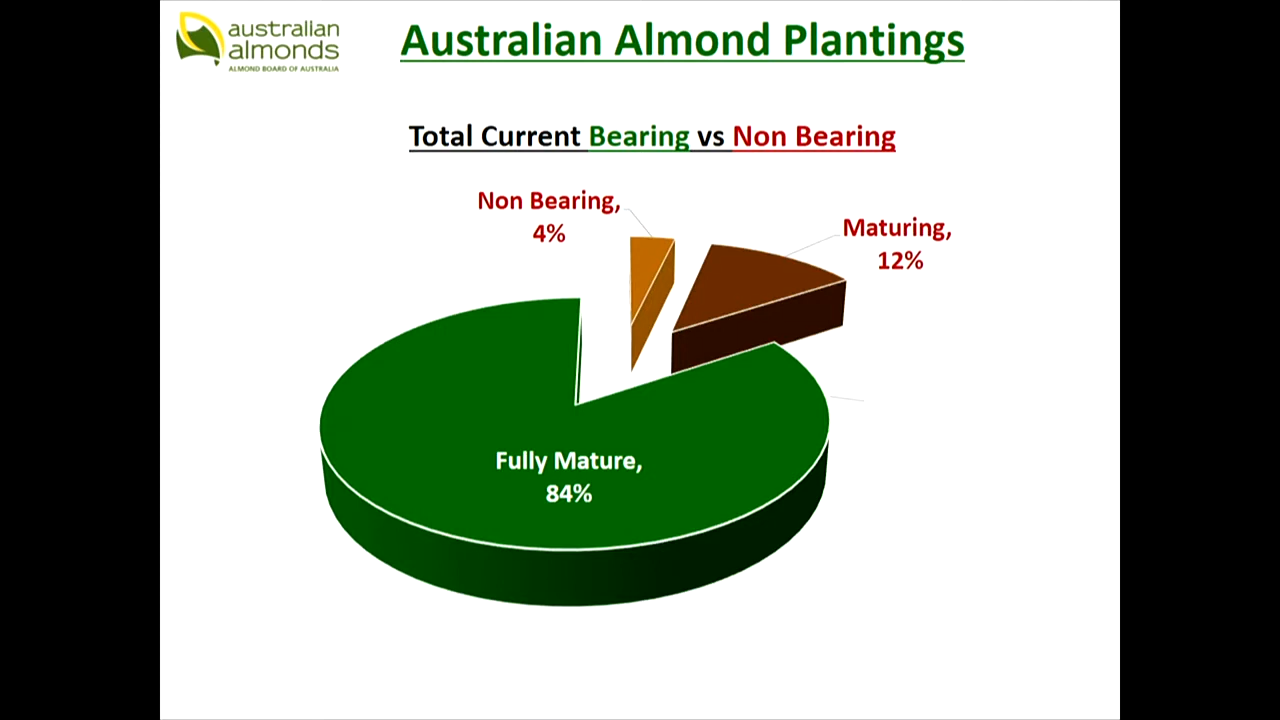 australian
almonds
ALMOND BOARD OF AUSTRALIA
Australian Almond Plantings
Total Current Bearing vs Non Bearing
Non Bearing,
4%
Maturing,
12%
Fully Mature,
84%